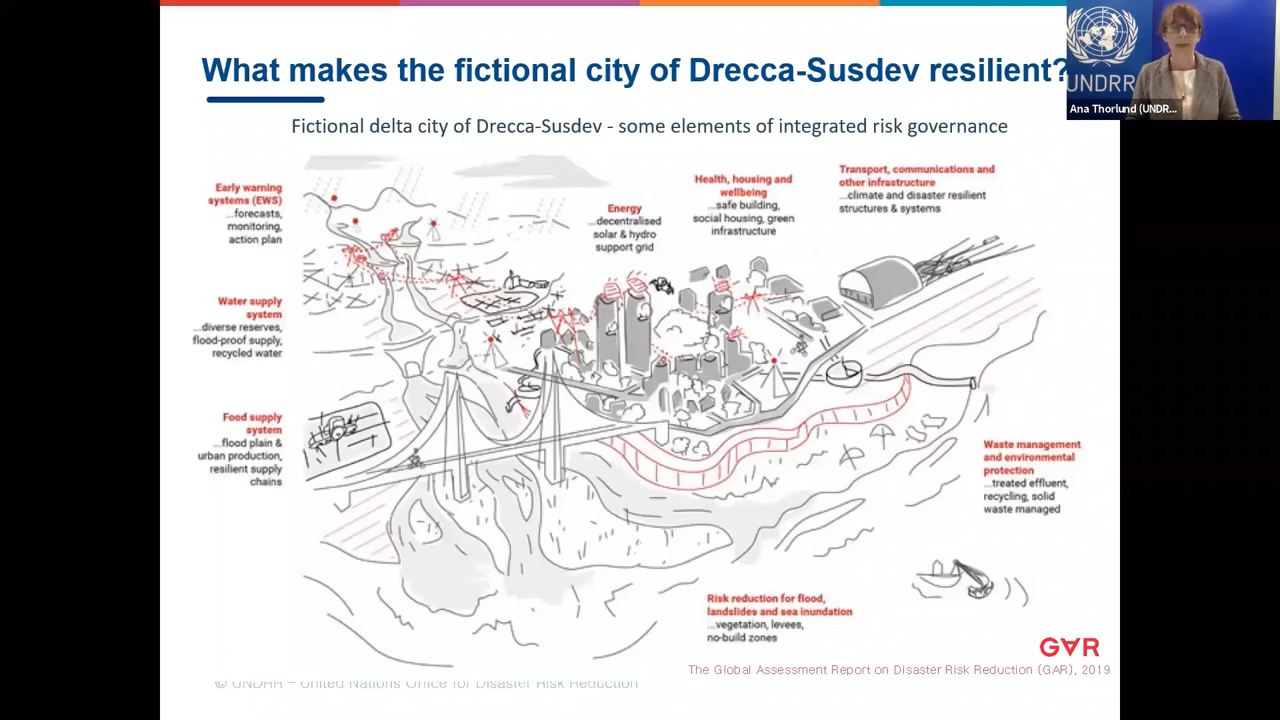 What makes the fictional city of Drecca-Susdev resilient?
UNDRR
Ana Thorlund (UNDR...
Fictional delta city of Drecca-Susdev - some elements of integrated risk governance
Early warning
systems (EWS)
...forecasts,
monitoring,
action plan
Energy
...decentralised
solar & hydro
support grid
Health, housing and
wellbeing
...safe building,
social housing, green
infrastructure
Transport, communications and
other infrastructure
...climate and disaster resilient
structures & systems
Water supply
system
...diverse reserves,
flood-proof supply,
recycled water
Food supply
system
...flood plain &
urban production,
resilient supply
chains
Waste management
and environmental
protection
...treated effluent,
recycling, solid
waste managed
Risk reduction for flood,
landslides and sea inundation
...vegetation, levees,
no-build zones
GAR
The Global Assessment Report on Disaster Risk Reduction (GAR), 2019
© UNDRR – United Nations Office for Disaster Risk Reduction